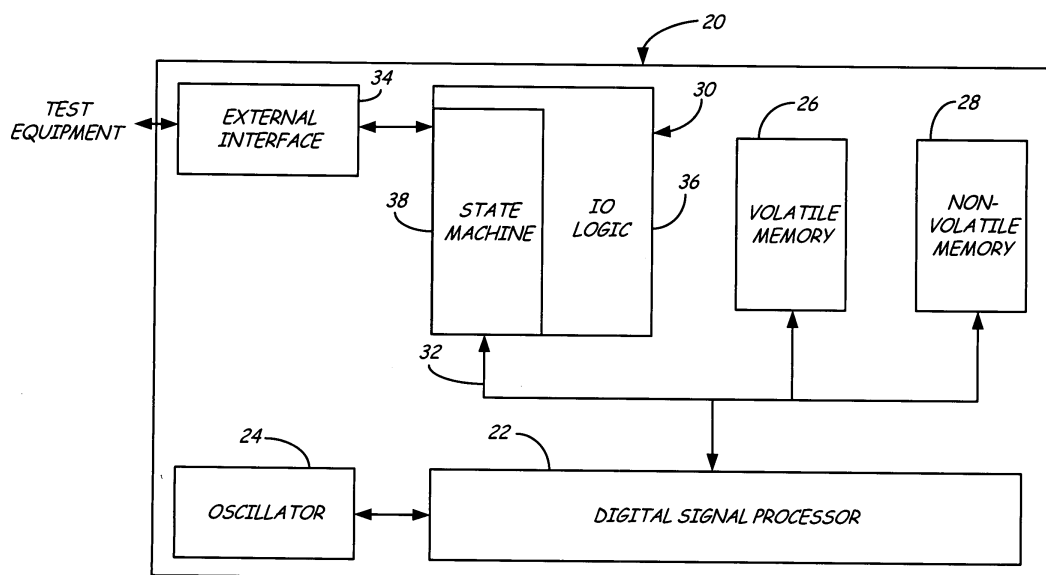 20
34
TEST
EQUIPMENT
EXTERNAL
INTERFACE
30
26
28
38
STATE
MACHINE
IO
LOGIC
36
VOLATILE
MEMORY
NON-
VOLATILE
MEMORY
32
24
22
OSCILLATOR
DIGITAL SIGNAL PROCESSOR